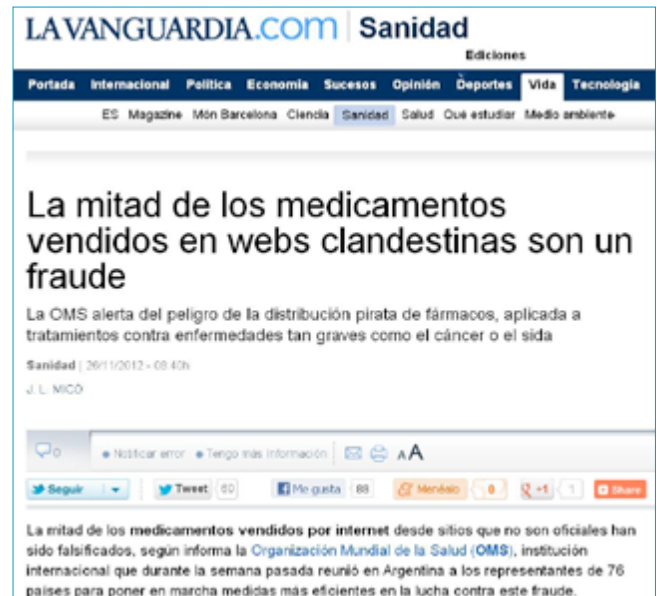 LAVANGUARDIA.COM Sanidad
Ediciones
Portada Internacional Política Economía Sucesos Opinión Deportes Vida Tecnología
ES Magazine Món Barcelona Ciencia Sanidad Salud Que estudiar Medio ambiente
La mitad de los medicamentos
vendidos en webs clandestinas son un
fraude
La OMS alerta del peligro de la distribución pirata de fármacos, aplicada a
tratamientos contra enfermedades tan graves como el cáncer o el sida
Sanidad | 26/11/2012 - 08:40h
J. L. MICÓ
0 Notificar error Tengo más información AA
Seguir Tweet 60 Me gusta 88 Menéalo 0 +1 1 Share
La mitad de los medicamentos vendidos por internet desde sitios que no son oficiales han
sido falsificados, según informa la Organización Mundial de la Salud (OMS), institución
internacional que durante la semana pasada reunió en Argentina a los representantes de 76
países para poner en marcha medidas más eficientes en la lucha contra este fraude.